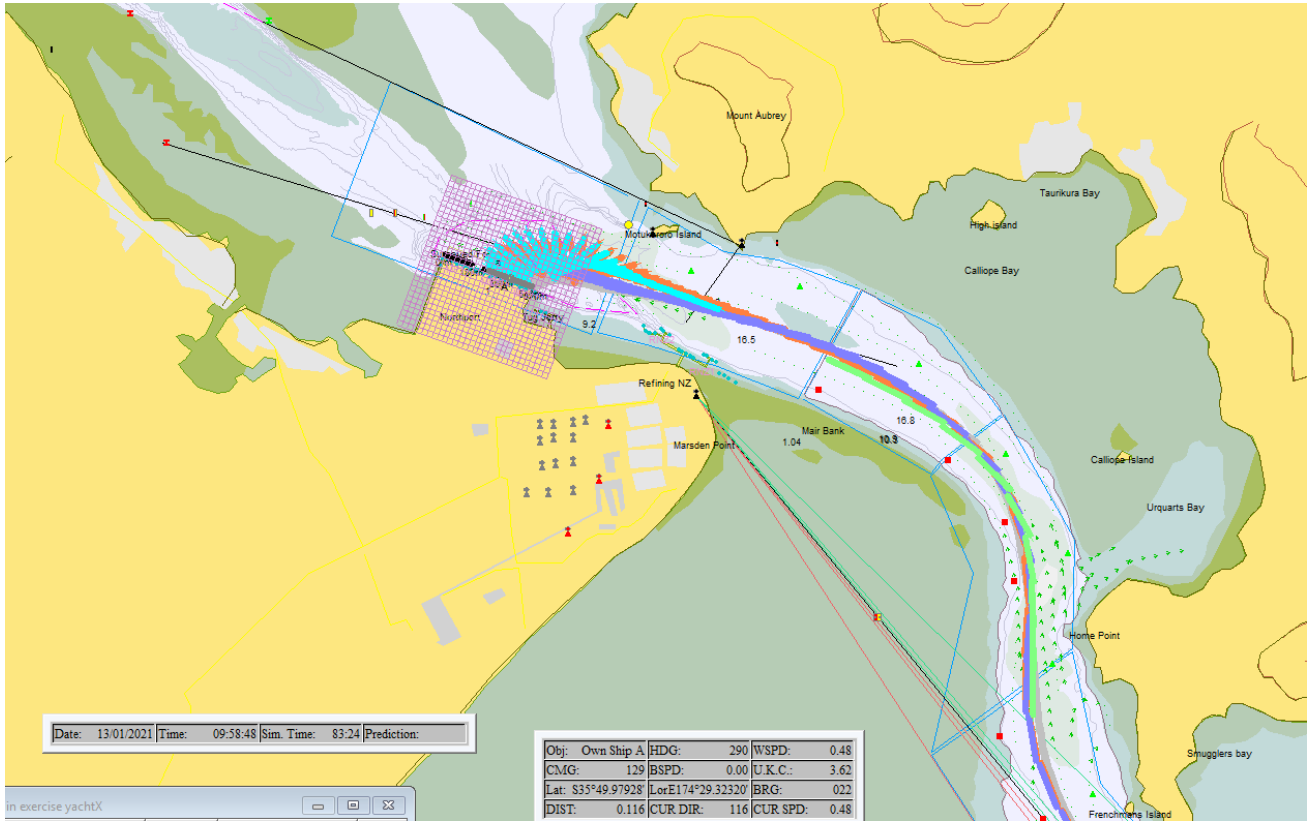 Mount Aubrey
Taurikura Bay
High island
Motukaroro Island
Calliope Bay
Northport
Tug Jetty
9.2
16.5
Refining NZ
16.8
Mair Bank
Marsden Point
1.04
10.3
Calliope Island
Urquarts Bay
Home Point
Smugglers bay
Frenchmans Island
Date: 13/01/2021 Time: 09:58:48 Sim. Time: 83:24 Prediction:
Obj: Own Ship A HDG: 290 WSPD: 0.48
CMG: 129 BSPD: 0.00 U.K.C.: 3.62
Lat: S35°49.97928' Lor E174°29.32320' BRG: 022
DIST: 0.116 CUR DIR: 116 CUR SPD: 0.48
in exercise yachtX